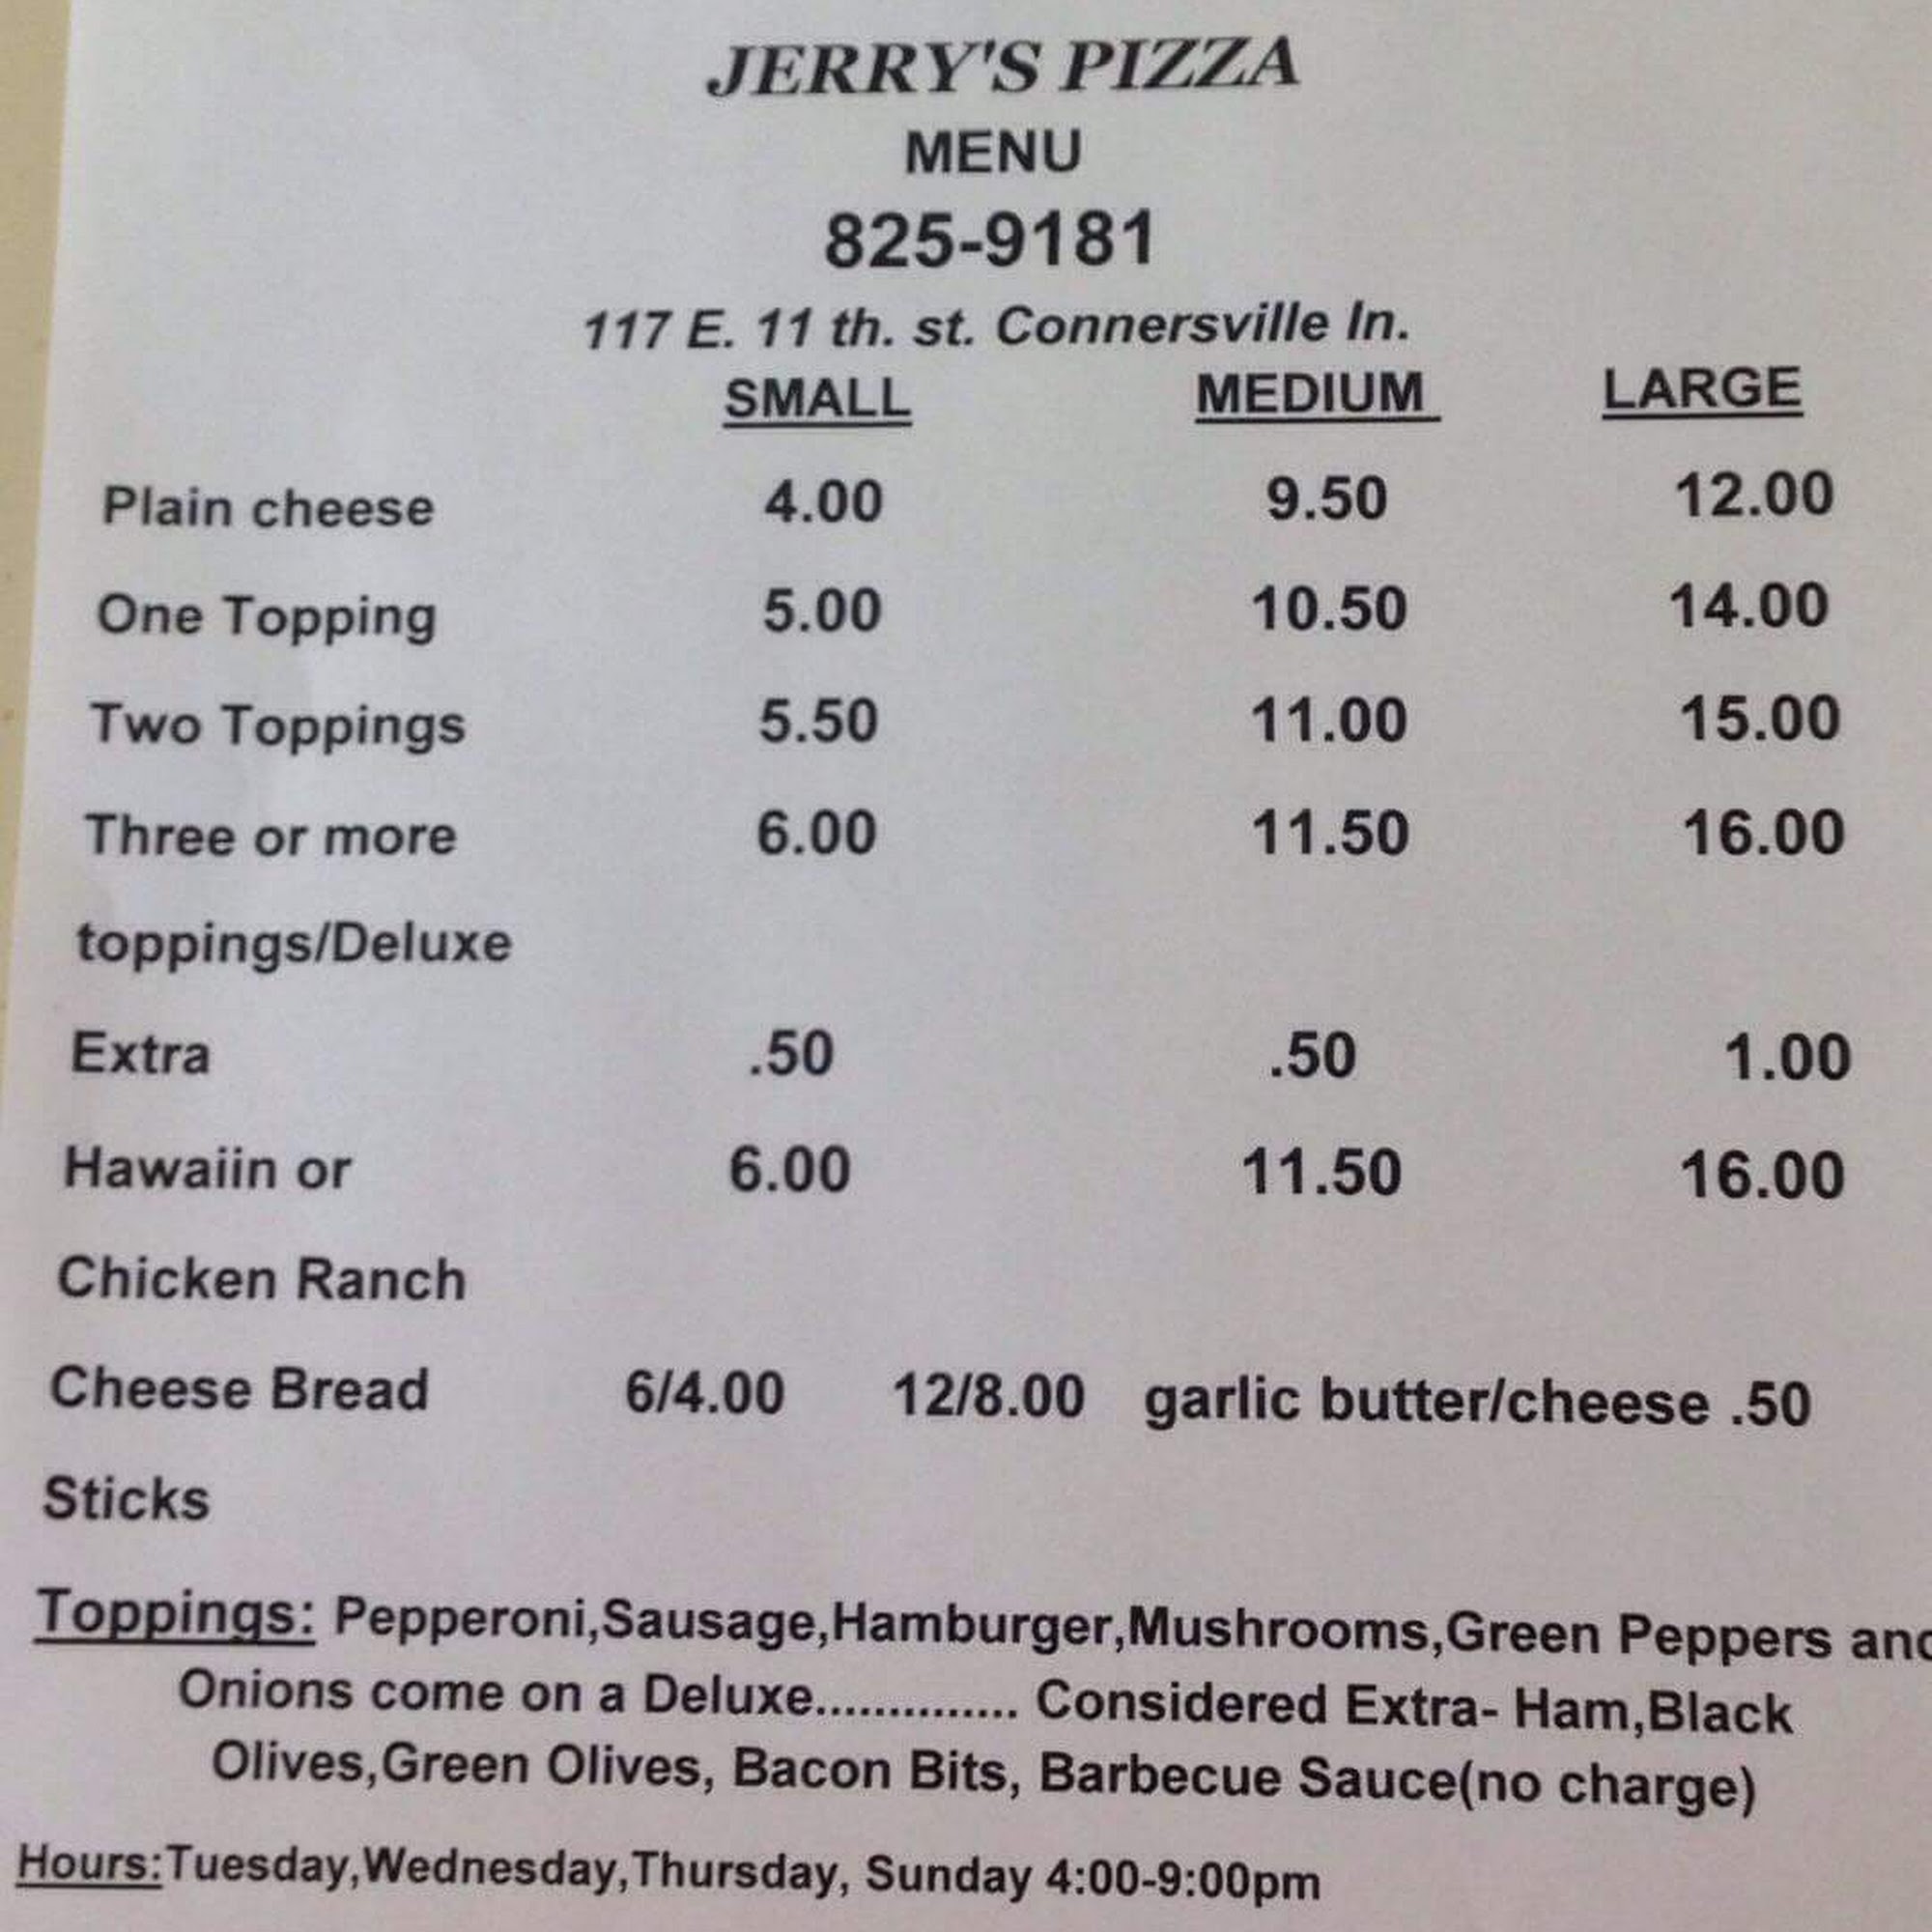 JERRY'S PIZZA
MENU
825-9181
117 E. 11 th. st. Connersville In.
SMALL MEDIUM LARGE
Plain cheese 4.00 9.50 12.00
One Topping 5.00 10.50 14.00
Two Toppings 5.50 11.00 15.00
Three or more 6.00 11.50 16.00
toppings/Deluxe
Extra .50 .50 1.00
Hawaiin or 6.00 11.50 16.00
Chicken Ranch
Cheese Bread 6/4.00 12/8.00 garlic butter/cheese .50
Sticks
Toppings: Pepperoni,Sausage,Hamburger,Mushrooms,Green Peppers and
Onions come on a Deluxe.............. Considered Extra- Ham,Black
Olives,Green Olives, Bacon Bits, Barbecue Sauce(no charge)
Hours:Tuesday,Wednesday,Thursday, Sunday 4:00-9:00pm